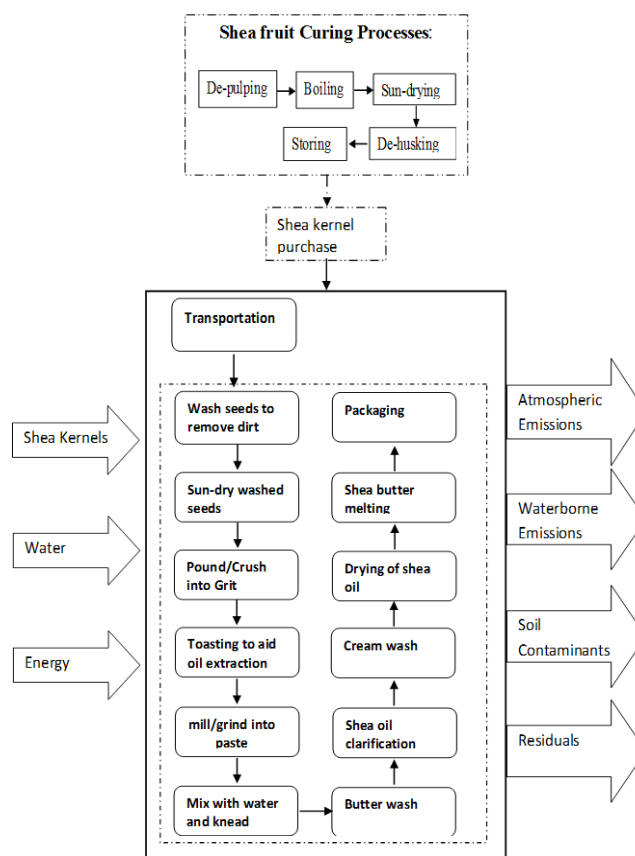 Shea fruit Curing Processes:
De-pulping
Boiling
Sun-drying
Storing
De-husking
Shea kernel
purchase
Transportation
Shea Kernels
Water
Energy
Wash seeds to
remove dirt
Sun-dry washed
seeds
Pound/Crush
into Grit
Toasting to aid
oil extraction
mill/grind into
paste
Mix with water
and knead
Butter wash
Shea oil
clarification
Cream wash
Drying of shea
oil
Shea butter
melting
Packaging
Atmospheric
Emissions
Waterborne
Emissions
Soil
Contaminants
Residuals